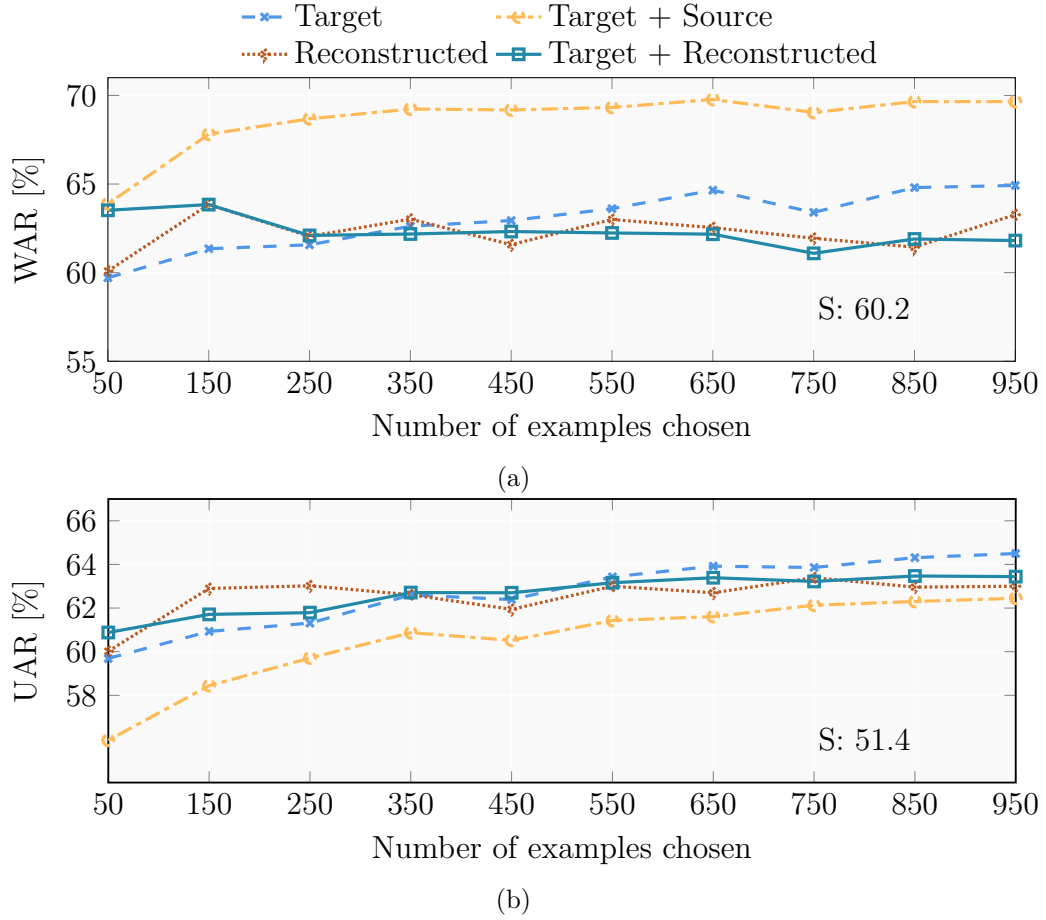 Target Target + Source
Reconstructed Target + Reconstructed
70
65
60
55
WAR [%]
S: 60.2
50 150 250 350 450 550 650 750 850 950
Number of examples chosen
(a)
66
64
62
60
58
UAR [%]
S: 51.4
50 150 250 350 450 550 650 750 850 950
Number of examples chosen
(b)